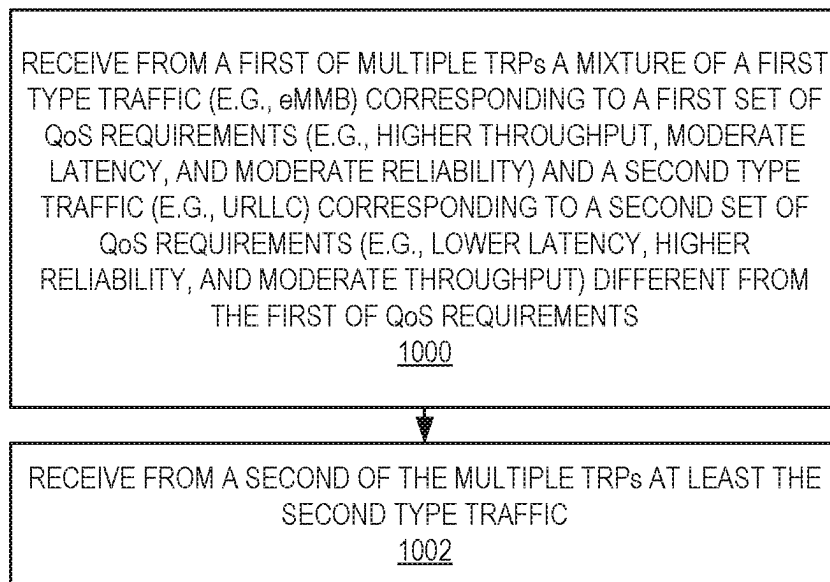 RECEIVE FROM A FIRST OF MULTIPLE TRPs A MIXTURE OF A FIRST
TYPE TRAFFIC (E.G., eMMB) CORRESPONDING TO A FIRST SET OF
QoS REQUIREMENTS (E.G., HIGHER THROUGHPUT, MODERATE
LATENCY, AND MODERATE RELIABILITY) AND A SECOND TYPE
TRAFFIC (E.G., URLLC) CORRESPONDING TO A SECOND SET OF
QoS REQUIREMENTS (E.G., LOWER LATENCY, HIGHER
RELIABILITY, AND MODERATE THROUGHPUT) DIFFERENT FROM
THE FIRST OF QoS REQUIREMENTS
1000
RECEIVE FROM A SECOND OF THE MULTIPLE TRPs AT LEAST THE
SECOND TYPE TRAFFIC
1002